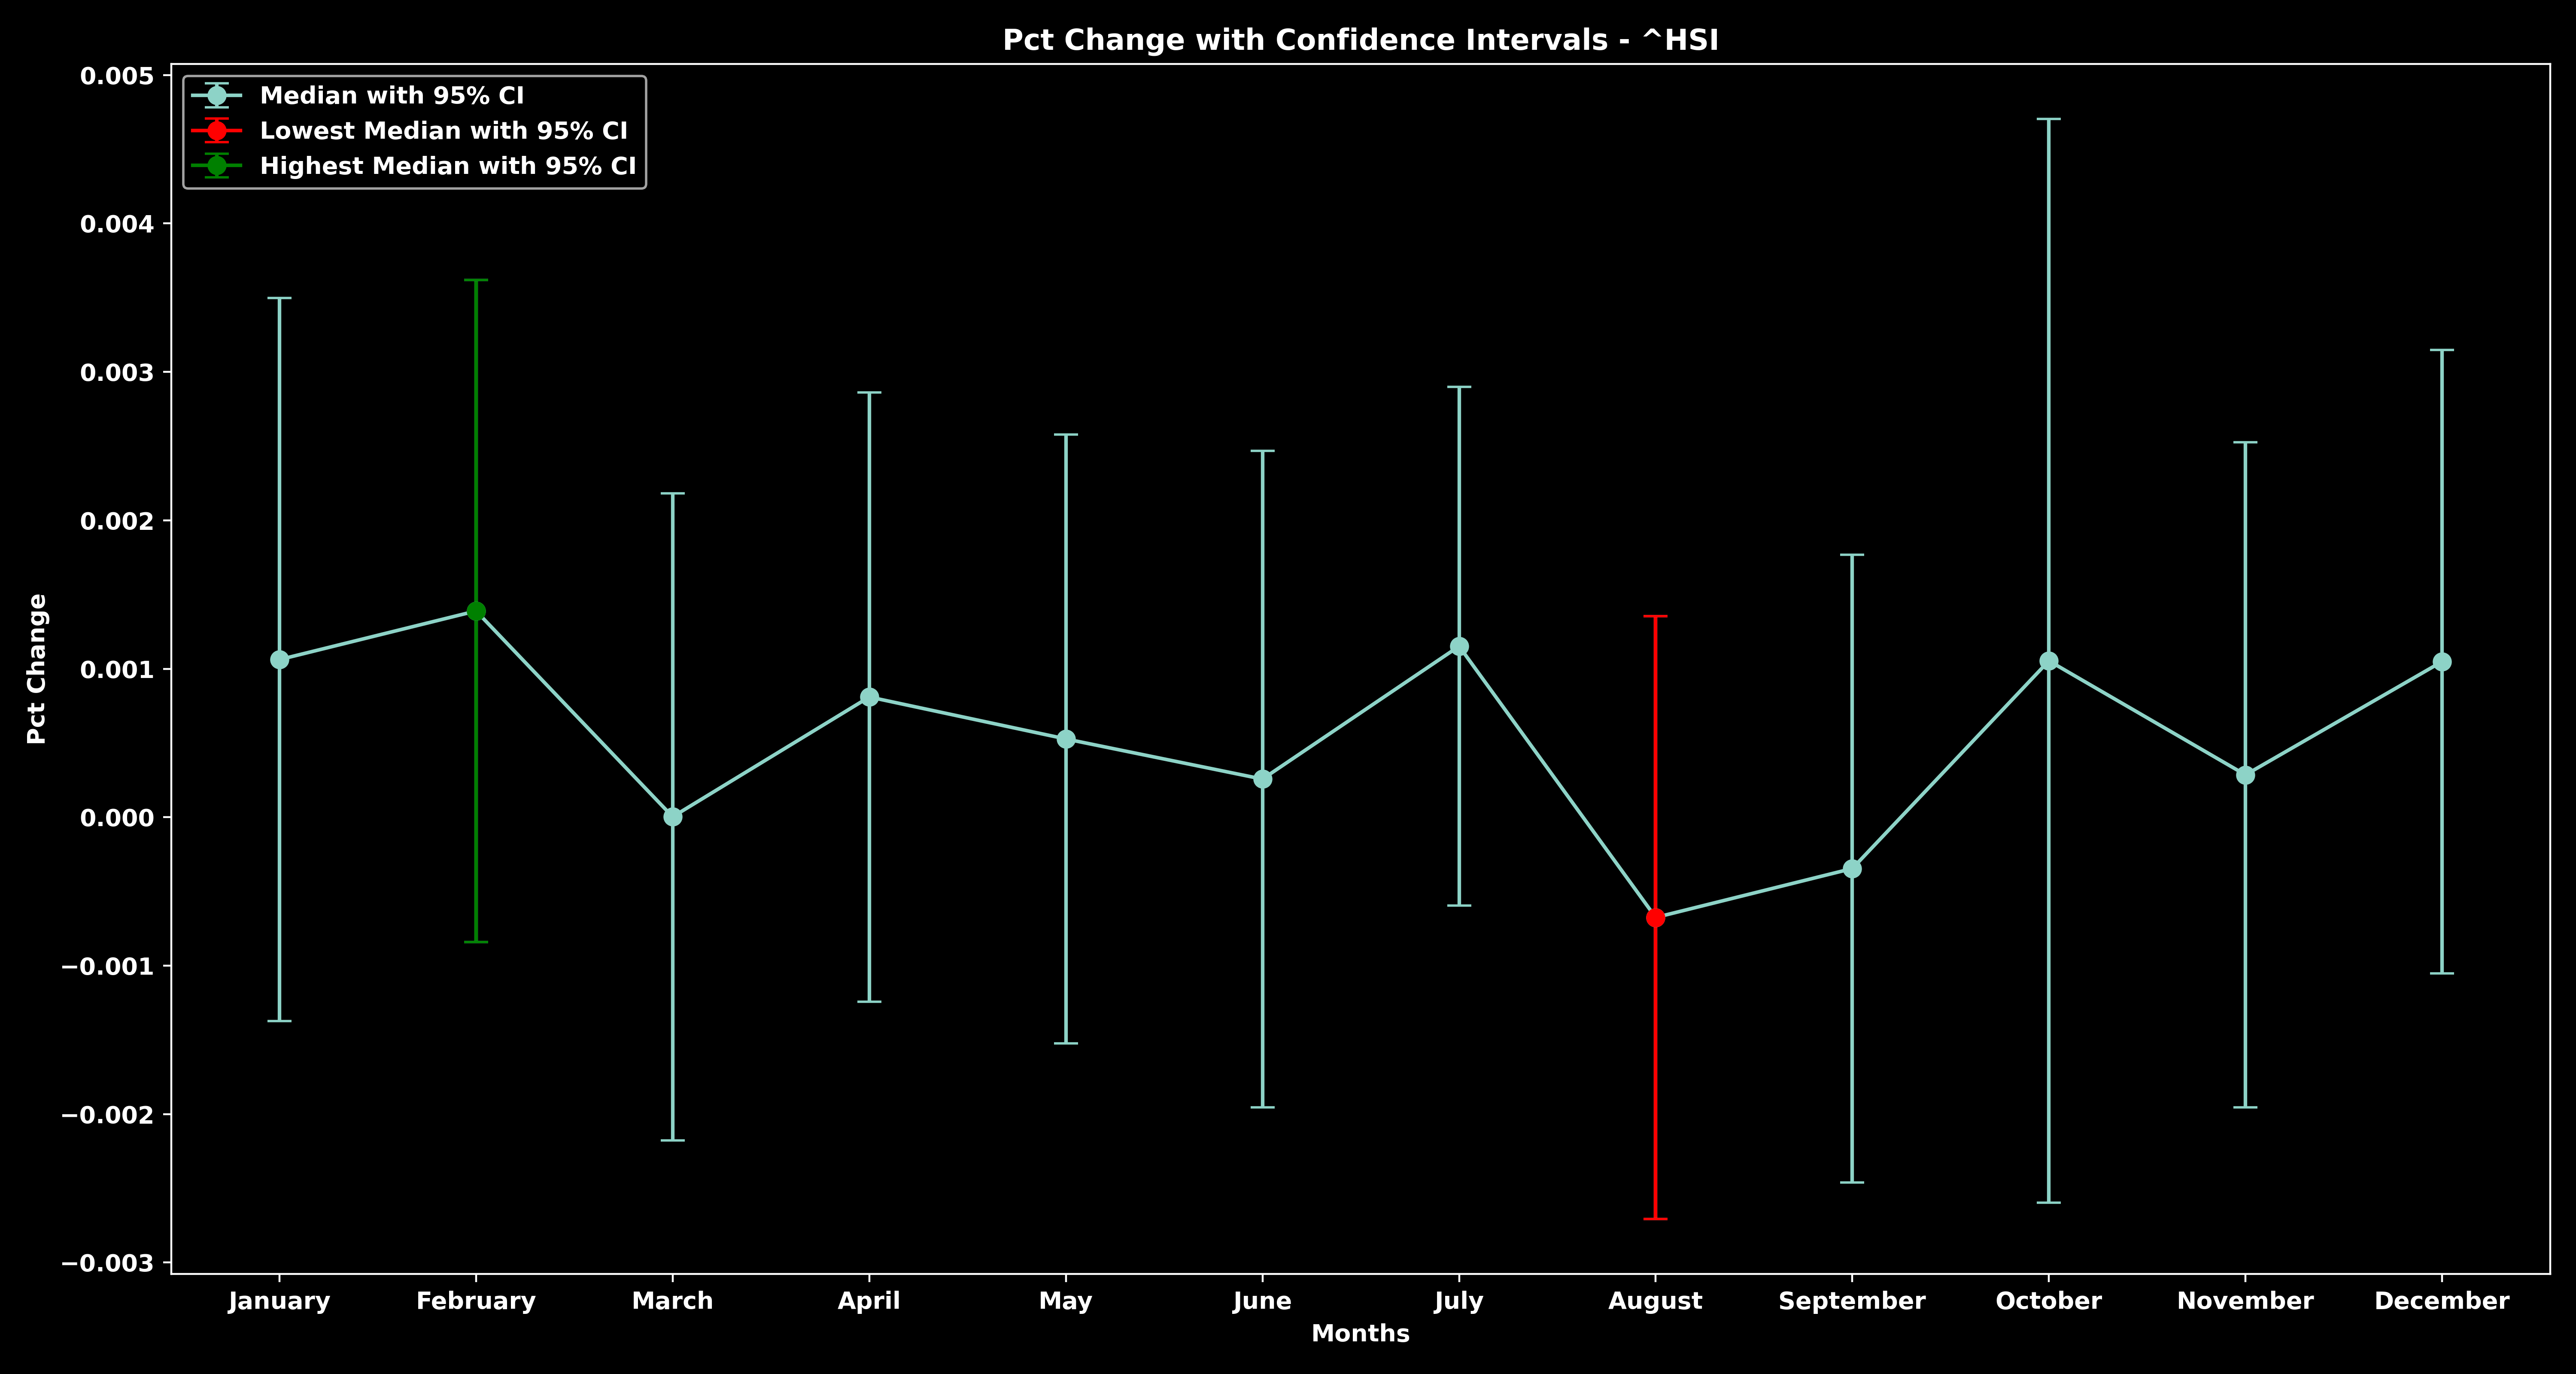 Pct Change with Confidence Intervals - ^HSI
Median with 95% CI
Lowest Median with 95% CI
Highest Median with 95% CI
Pct Change
0.005
0.004
0.003
0.002
0.001
0.000
−0.001
−0.002
−0.003
January February March April May June July August September October November December
Months